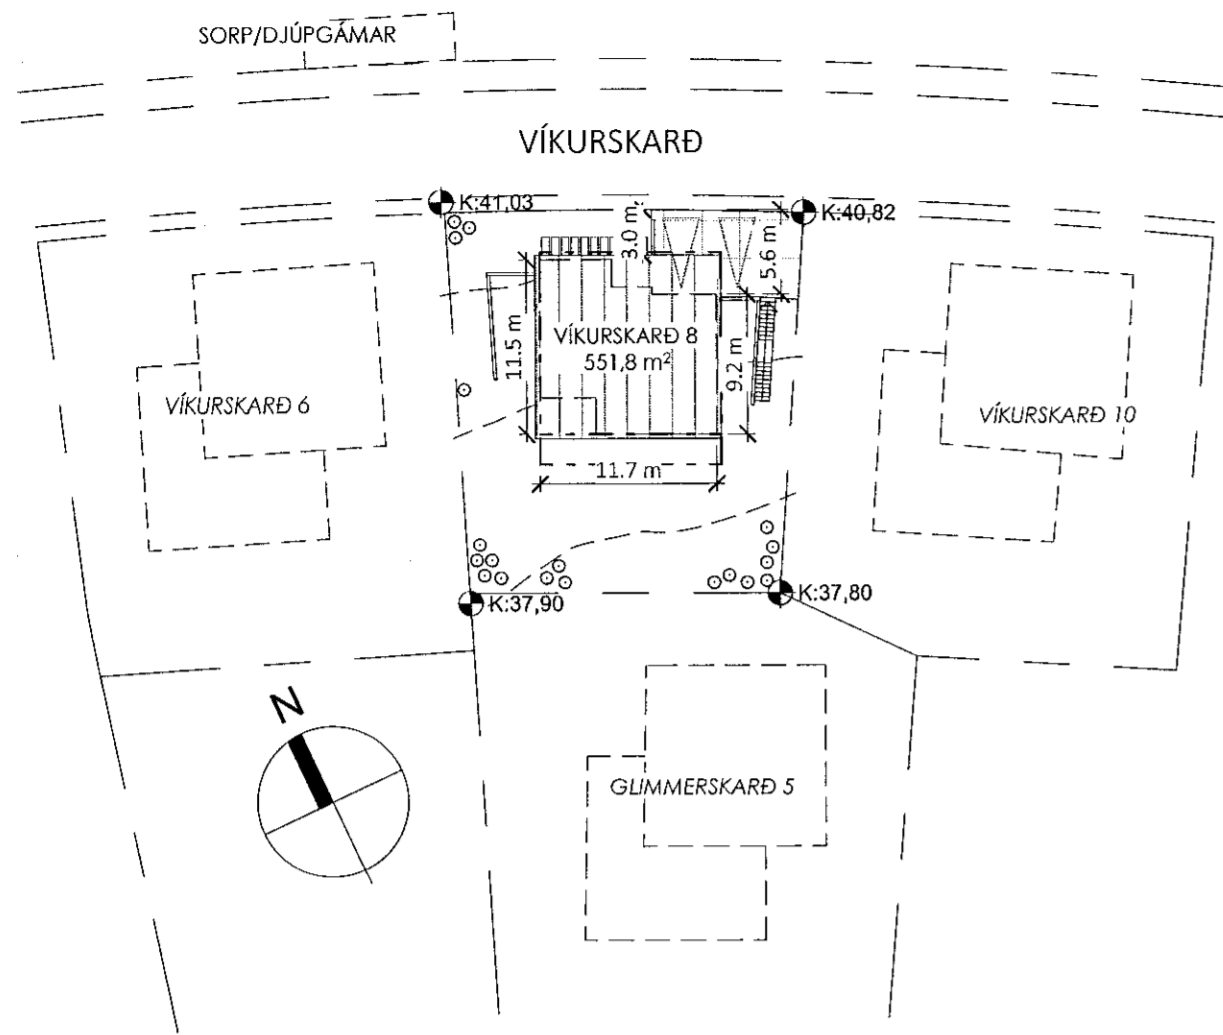 SORP/DJÚPGÁMAR
VÍKURSKARÐ
K:41,03
3.0 m
K:40,82
5.6 m
VÍKURSKARÐ 8
551,8 m²
11.5 m
9.2 m
VÍKURSKARÐ 6
VÍKURSKARÐ 10
11.7 m
K:37,90
K:37,80
N
GLIMMERSKARÐ 5